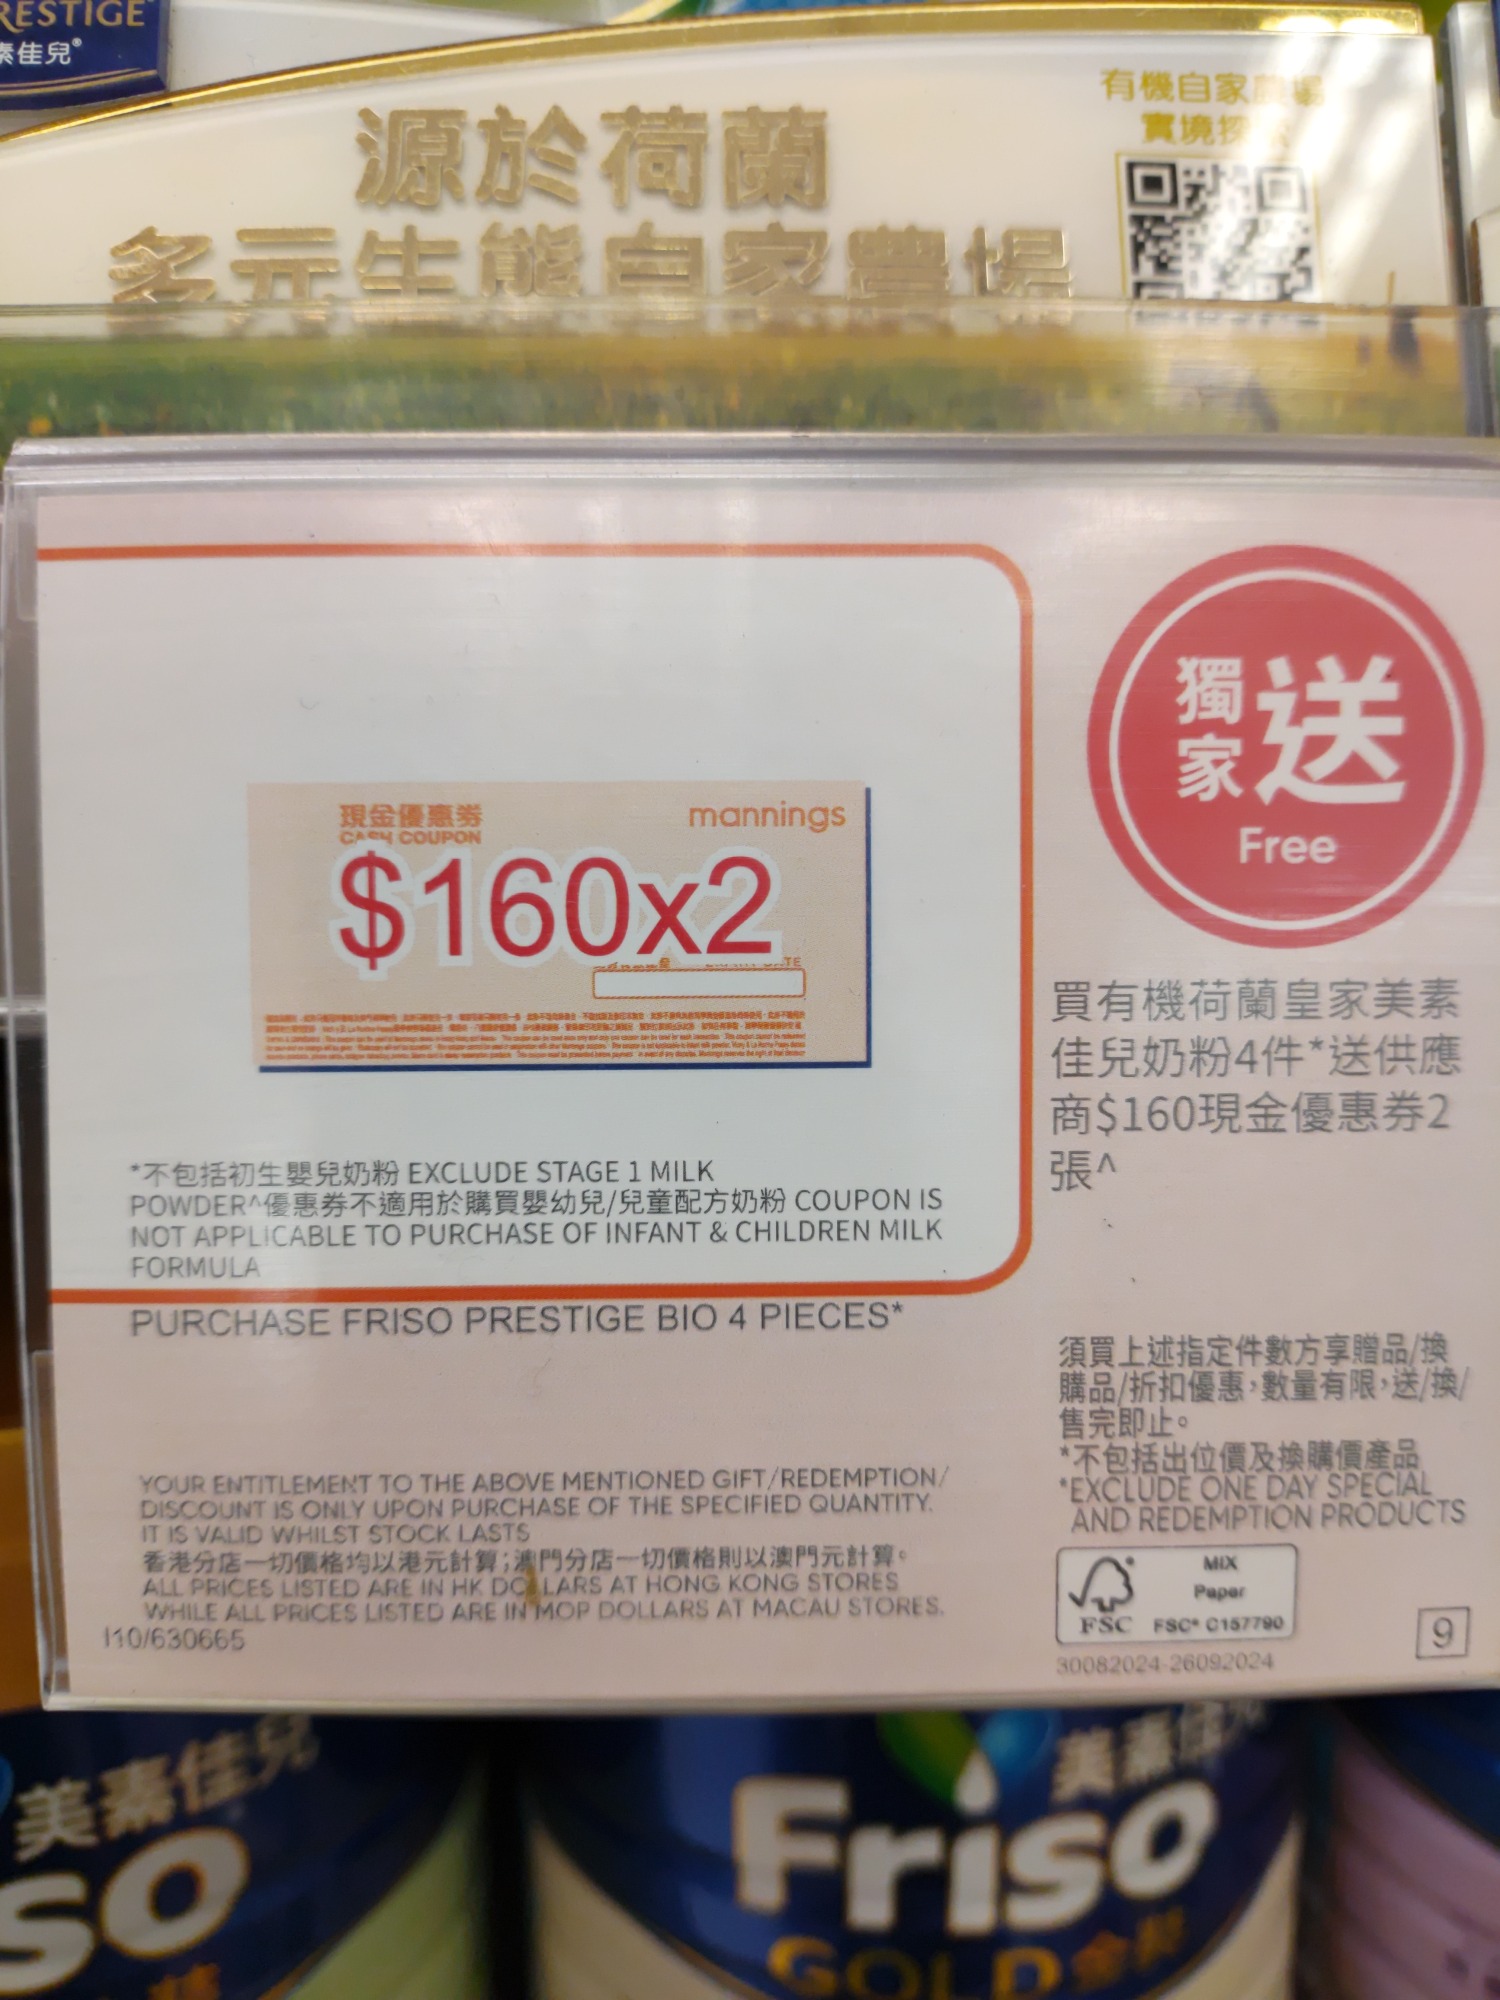 RESTIGE
素佳兒®
源於荷蘭
多元生態自家農場
有機自家農場
實境探
獨家送
Free
現金優惠券
CASH COUPON
mannings
$160x2
買有機荷蘭皇家美素
佳兒奶粉4件*送供應
商$160現金優惠券2
張^
*不包括初生嬰兒奶粉 EXCLUDE STAGE 1 MILK
POWDER^優惠券不適用於購買嬰幼兒/兒童配方奶粉 COUPON IS
NOT APPLICABLE TO PURCHASE OF INFANT & CHILDREN MILK
FORMULA
PURCHASE FRISO PRESTIGE BIO 4 PIECES*
須買上述指定件數方享贈品/換
購品/折扣優惠，數量有限，送/換/
售完即止。
*不包括出位價及換購價產品
*EXCLUDE ONE DAY SPECIAL
AND REDEMPTION PRODUCTS
YOUR ENTITLEMENT TO THE ABOVE MENTIONED GIFT/REDEMPTION/
DISCOUNT IS ONLY UPON PURCHASE OF THE SPECIFIED QUANTITY.
IT IS VALID WHILST STOCK LASTS
香港分店一切價格均以港元計算；澳門分店一切價格則以澳門元計算。
ALL PRICES LISTED ARE IN HK DOLLARS AT HONG KONG STORES
WHILE ALL PRICES LISTED ARE IN MOP DOLLARS AT MACAU STORES.
I10/630665
FSC
MIX
Paper
FSC® C157790
30082024-26092024
9
美素佳兒
so
美素佳兒
Friso
GOLD金裝